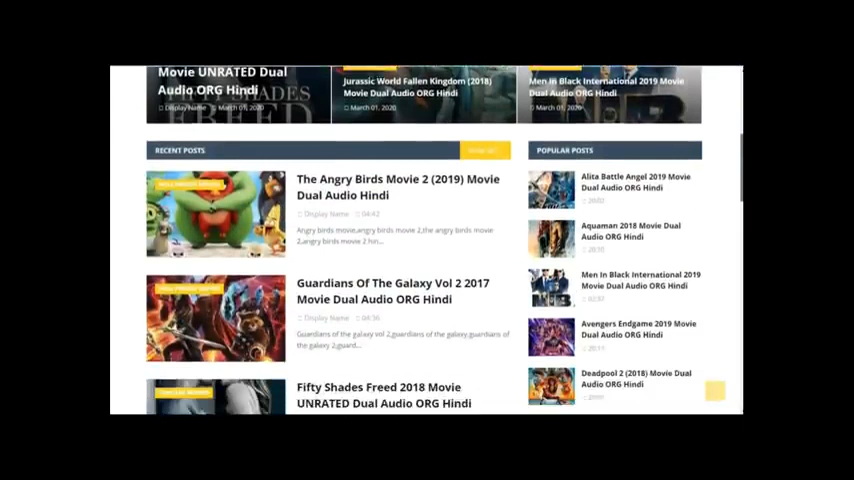 Movie UNRATED Dual
Audio ORG Hindi
Display Name March 01, 2020
FREED
Jurassic World Fallen Kingdom (2018)
Movie Dual Audio ORG Hindi
March 01, 2020
Men In Black International 2019 Movie
Dual Audio ORG Hindi
March 01, 2020
RECENT POSTS
The Angry Birds Movie 2 (2019) Movie
Dual Audio Hindi
Display Name 04:42
Angry birds movie,angry birds movie 2,the angry birds movie
2,angry birds movie 2 hin...
Guardians Of The Galaxy Vol 2 2017
Movie Dual Audio ORG Hindi
Display Name 04:36
Guardians of the galaxy vol 2,guardians of the galaxy,guardians of
the galaxy 2,guard...
Fifty Shades Freed 2018 Movie
UNRATED Dual Audio ORG Hindi
POPULAR POSTS
Alita Battle Angel 2019 Movie
Dual Audio ORG Hindi
Aquaman 2018 Movie Dual
Audio ORG Hindi
Men In Black International 2019
Movie Dual Audio ORG Hindi
Avengers Endgame 2019 Movie
Dual Audio ORG Hindi
Deadpool 2 (2018) Movie Dual
Audio ORG Hindi